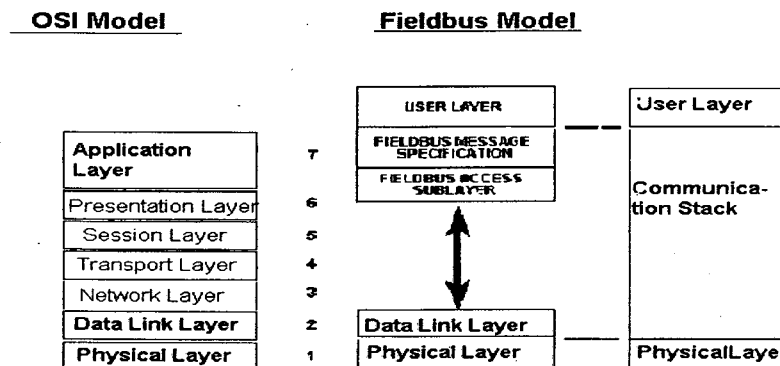 OSI Model
Fieldbus Model
USER LAYER
User Layer
Application
Layer
7
FIELDBUS MESSAGE
SPECIFICATION
FIELDBUS ACCESS
SUBLAYER
Presentation Layer
6
Communica-
tion Stack
Session Layer
5
Transport Layer
4
Network Layer
3
Data Link Layer
2
Data Link Layer
Physical Layer
1
Physical Layer
PhysicalLaye